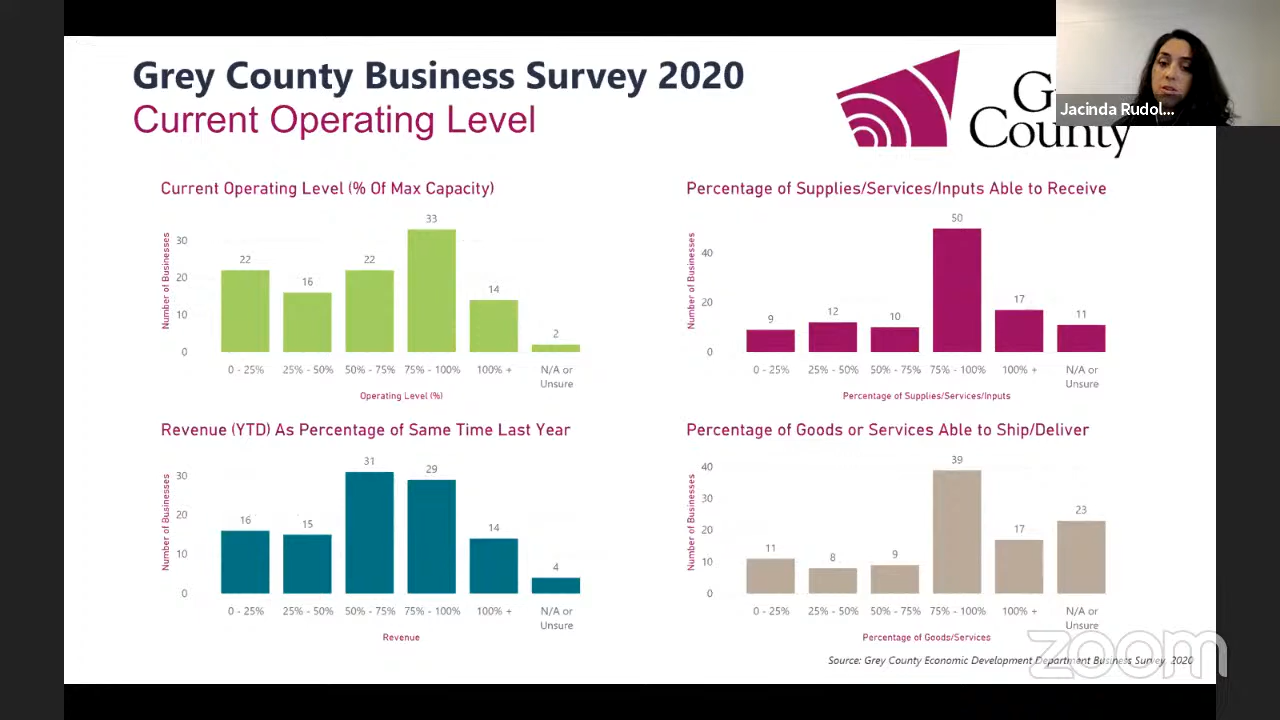 Grey County Business Survey 2020
Current Operating Level
G
County
Jacinda Rudol...
Current Operating Level (% Of Max Capacity)
Number of Businesses
30
20
10
0
22
16
22
33
14
2
0 - 25%
25% - 50%
50% - 75%
75% - 100%
100% +
N/A or
Unsure
Operating Level (%)
Percentage of Supplies/Services/Inputs Able to Receive
Number of Businesses
40
20
0
9
12
10
50
17
11
0 - 25%
25% - 50%
50% - 75%
75% - 100%
100% +
N/A or
Unsure
Percentage of Supplies/Services/Inputs
Revenue (YTD) As Percentage of Same Time Last Year
Number of Businesses
30
20
10
0
16
15
31
29
14
4
0 - 25%
25% - 50%
50% - 75%
75% - 100%
100% +
N/A or
Unsure
Revenue
Percentage of Goods or Services Able to Ship/Deliver
Number of Businesses
40
30
20
10
0
11
8
9
39
17
23
0 - 25%
25% - 50%
50% - 75%
75% - 100%
100% +
N/A or
Unsure
Percentage of Goods/Services
Source: Grey County Economic Development Department Business Survey, 2020
zoom